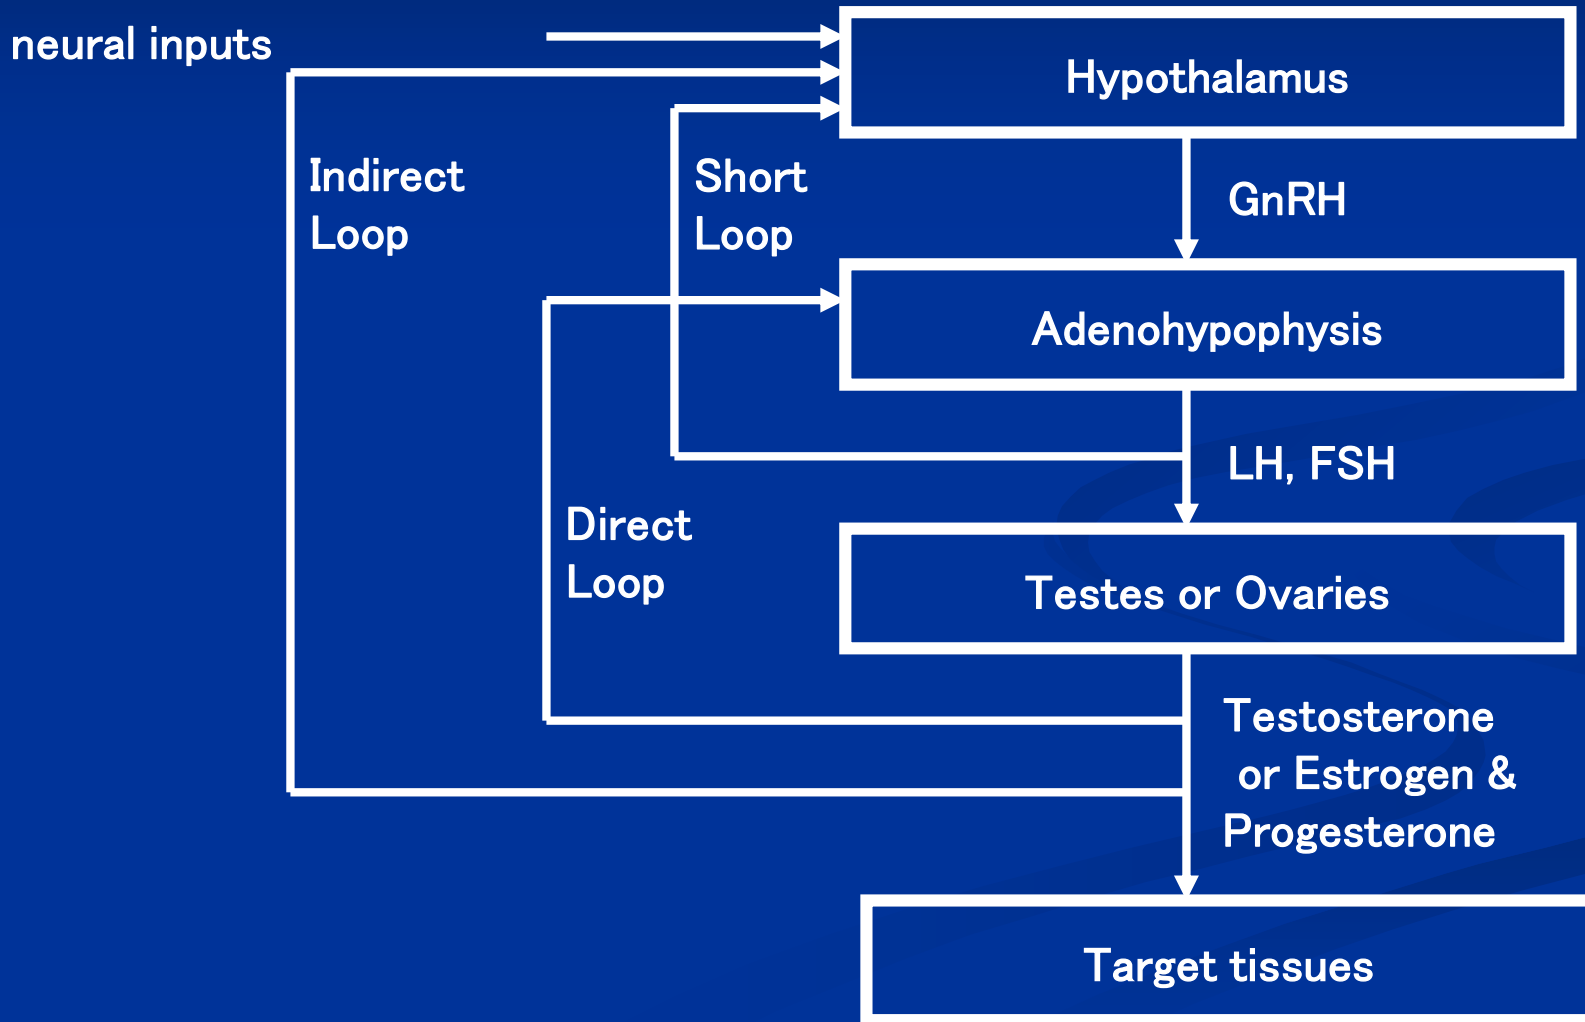 neural inputs
Hypothalamus
Indirect
Loop
Short
Loop
GnRH
Adenohypophysis
LH, FSH
Direct
Loop
Testes or Ovaries
Testosterone
or Estrogen &
Progesterone
Target tissues